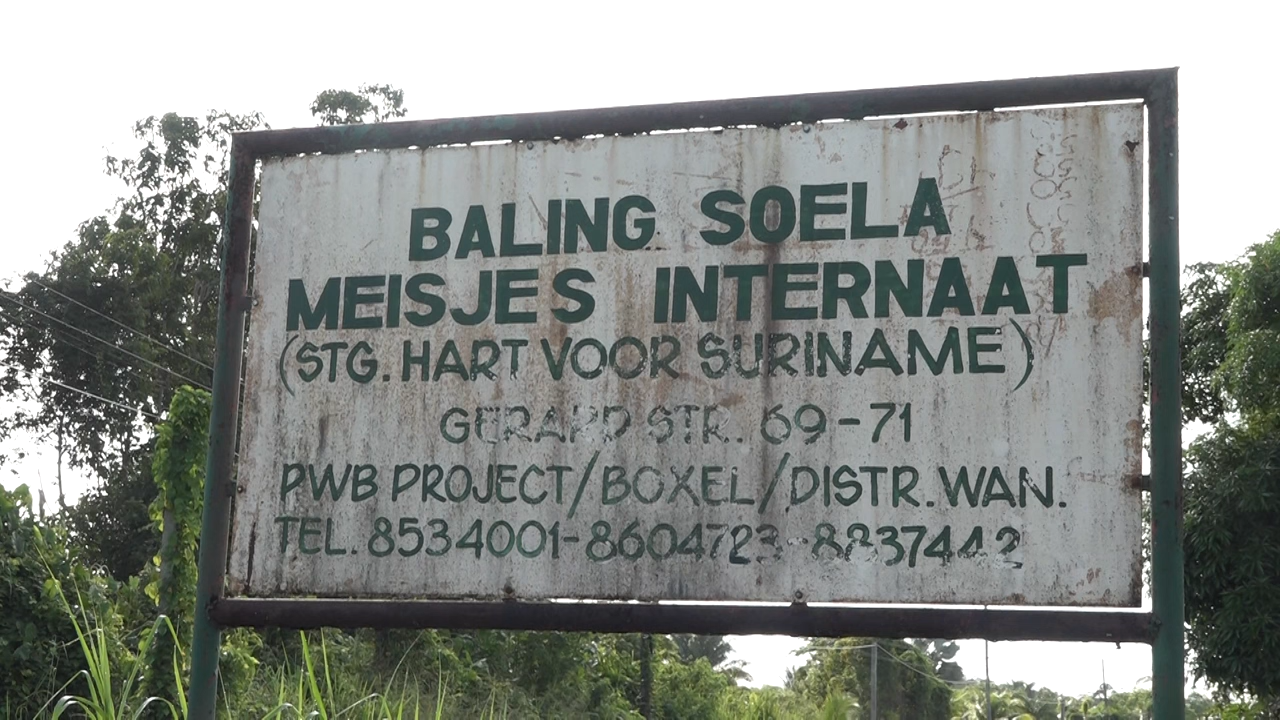 BALING SOELA
MEISJES INTERNAAT
(STG. HART VOOR SURINAME)
GERARD STR. 69-71
PWB PROJECT/BOXEL/DISTR. WAN.
TEL. 8534001-8604723-8837442